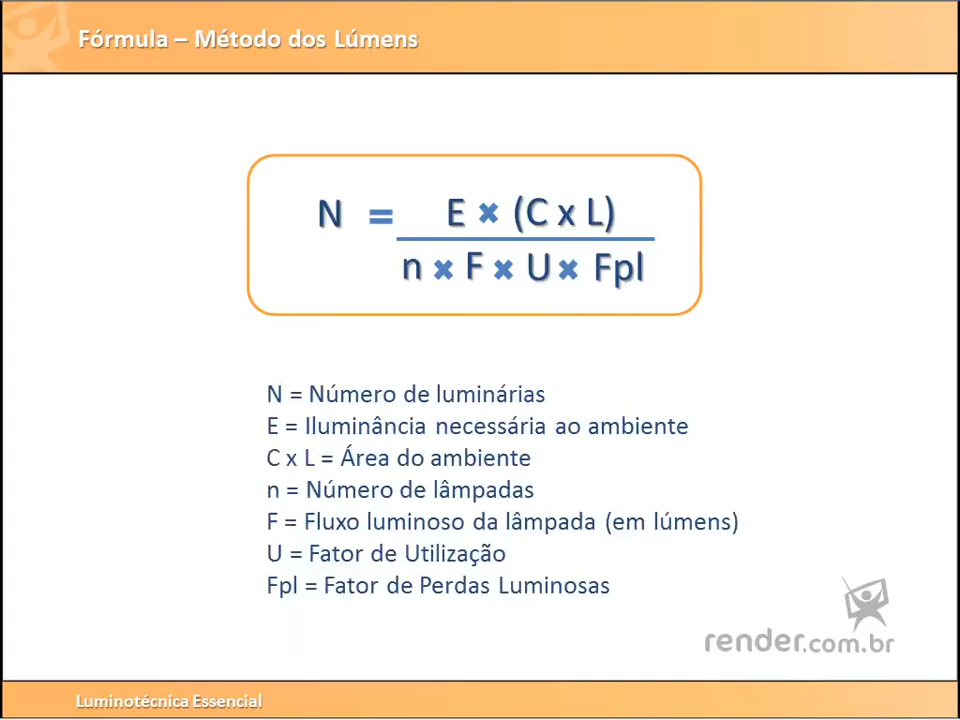 Fórmula – Método dos Lúmens
N = E × (C x L)
n × F × U × Fpl
N = Número de luminárias
E = Iluminância necessária ao ambiente
C x L = Área do ambiente
n = Número de lâmpadas
F = Fluxo luminoso da lâmpada (em lúmens)
U = Fator de Utilização
Fpl = Fator de Perdas Luminosas
render.com.br
Luminotécnica Essencial